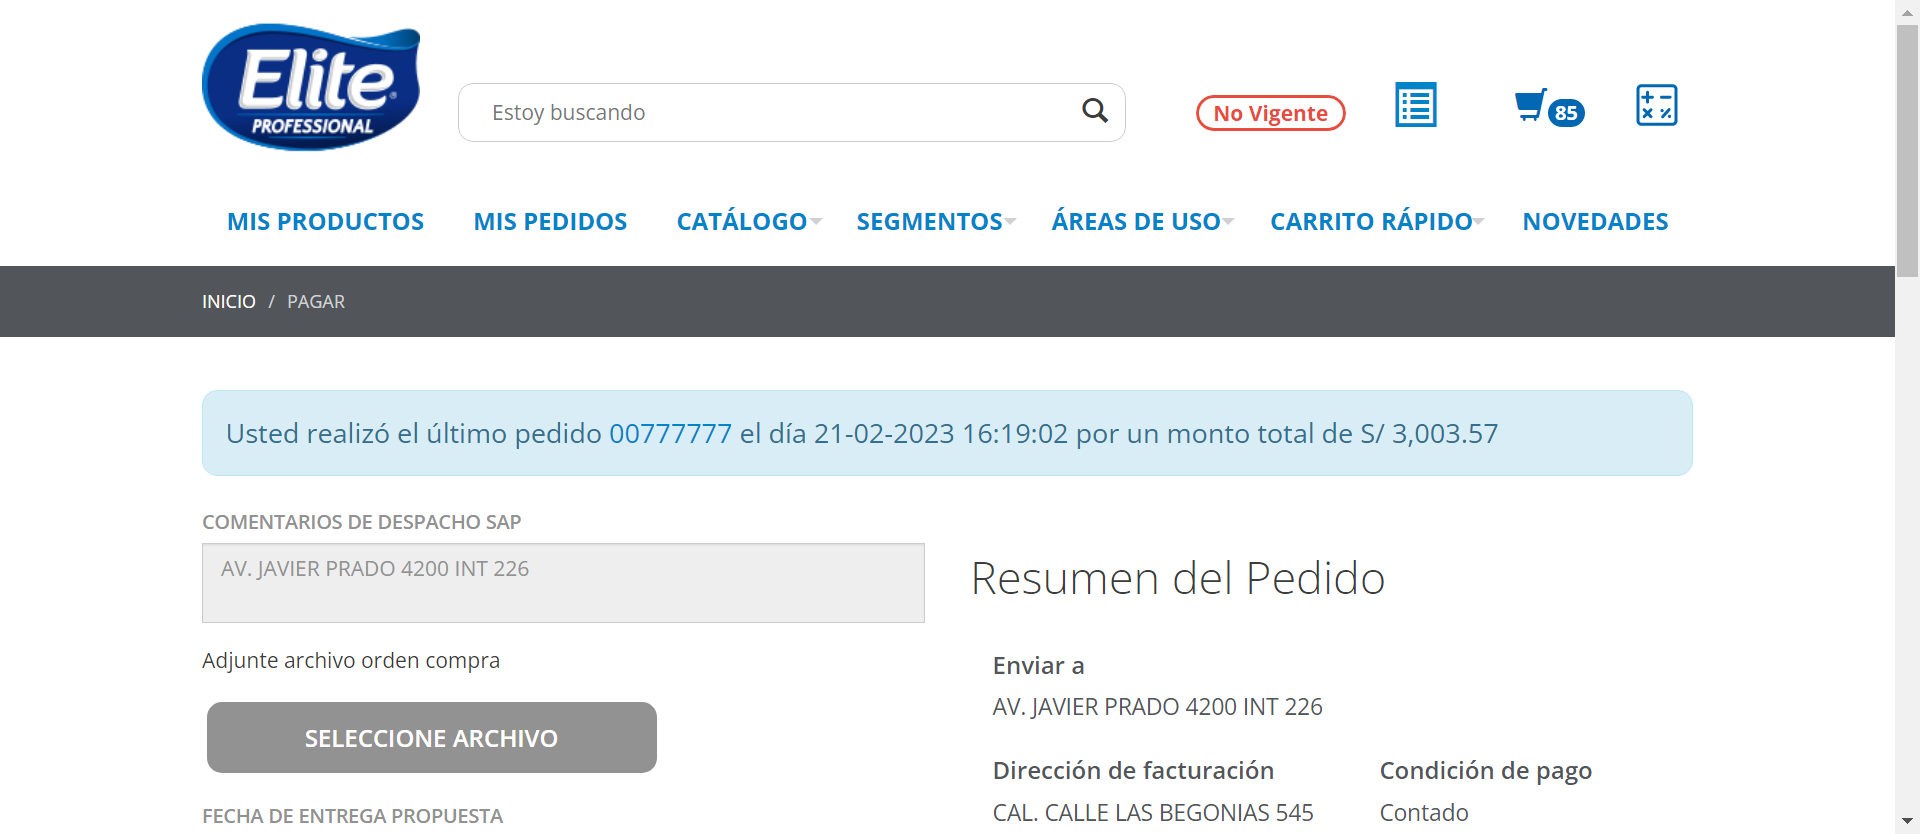 Elite
PROFESSIONAL
Estoy buscando
No Vigente
85
MIS PRODUCTOS
MIS PEDIDOS
CATÁLOGO
SEGMENTOS
ÁREAS DE USO
CARRITO RÁPIDO
NOVEDADES
INICIO / PAGAR
Usted realizó el último pedido 00777777 el día 21-02-2023 16:19:02 por un monto total de S/ 3,003.57
COMENTARIOS DE DESPACHO SAP
AV. JAVIER PRADO 4200 INT 226
Adjunte archivo orden compra
SELECCIONE ARCHIVO
FECHA DE ENTREGA PROPUESTA
Resumen del Pedido
Enviar a
AV. JAVIER PRADO 4200 INT 226
Dirección de facturación
CAL. CALLE LAS BEGONIAS 545
Condición de pago
Contado